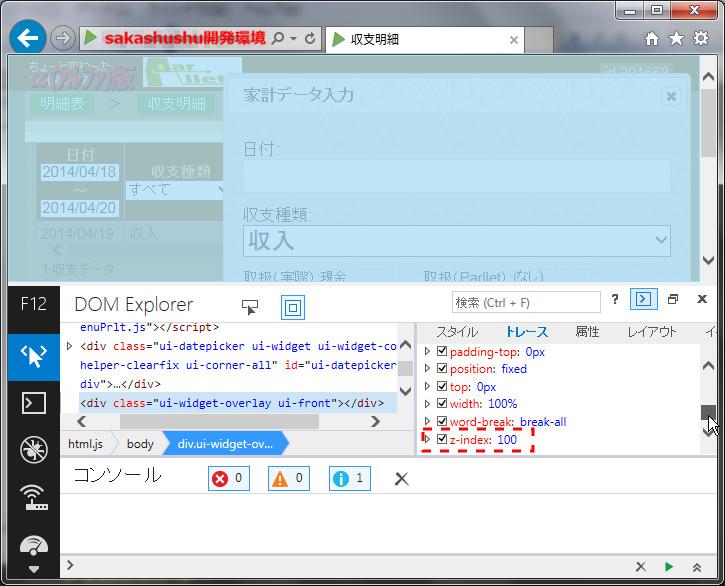 sakashushu開発環境
収支明細
ちょっと変わった
Parllet
id:201668
明細表 > 収支明細
家計データ入力
日付
2014/04/18
~
2014/04/20
収支種類
すべて
2014/04/19 収入
1 収支データ
日付:
収支種類:
収入
取扱(実際):現金
取扱(Parllet):(なし)
F12
DOM Explorer
検索 (Ctrl + F)
?
enuPrlt.js"></script>
<div class="ui-datepicker ui-widget ui-widget-co
helper-clearfix ui-corner-all" id="ui-datepicker
div">…</div>
<div class="ui-widget-overlay ui-front"></div>
html.js
body
div.ui-widget-ov...
スタイル
トレース
属性
レイアウト
イ
padding-top: 0px
position: fixed
top: 0px
width: 100%
word-break: break-all
z-index: 100
コンソール
0
0
1